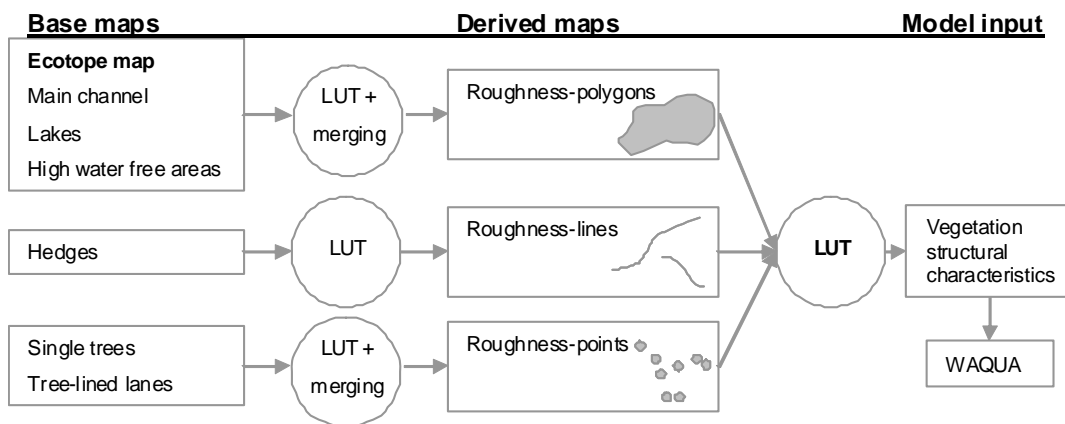 Base maps
Derived maps
Model input
Ecotope map
Main channel
Lakes
High water free areas
LUT +
merging
Roughness-polygons
Hedges
LUT
Roughness-lines
LUT
Vegetation
structural
characteristics
Single trees
Tree-lined lanes
LUT +
merging
Roughness-points
WAQUA